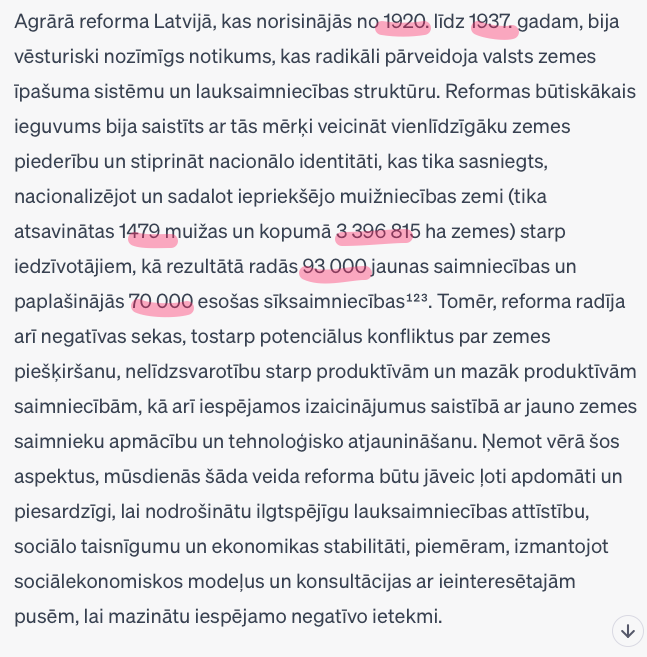 Agrārā reforma Latvijā, kas norisinājās no 1920. līdz 1937. gadam, bija
vēsturiski nozīmīgs notikums, kas radikāli pārveidoja valsts zemes
īpašuma sistēmu un lauksaimniecības struktūru. Reformas būtiskākais
ieguvums bija saistīts ar tās mērķi veicināt vienlīdzīgāku zemes
piederību un stiprināt nacionālo identitāti, kas tika sasniegts,
nacionalizējot un sadalot iepriekšējo muižniecības zemi (tika
atsavinātas 1479 muižas un kopumā 3 396 815 ha zemes) starp
iedzīvotājiem, kā rezultātā radās 93 000 jaunas saimniecības un
paplašinājās 70 000 esošas sīksaimniecības¹²³. Tomēr, reforma radīja
arī negatīvas sekas, tostarp potenciālus konfliktus par zemes
piešķiršanu, nelīdzsvarotību starp produktīvām un mazāk produktīvām
saimniecībām, kā arī iespējamos izaicinājumus saistībā ar jauno zemes
saimnieku apmācību un tehnoloģisko atjaunināšanu. Ņemot vērā šos
aspektus, mūsdienās šāda veida reforma būtu jāveic ļoti apdomāti un
piesardzīgi, lai nodrošinātu ilgtspējīgu lauksaimniecības attīstību,
sociālo taisnīgumu un ekonomikas stabilitāti, piemēram, izmantojot
sociālekonomiskos modeļus un konsultācijas ar ieinteresētajām
pusēm, lai mazinātu iespējamo negatīvo ietekmi.